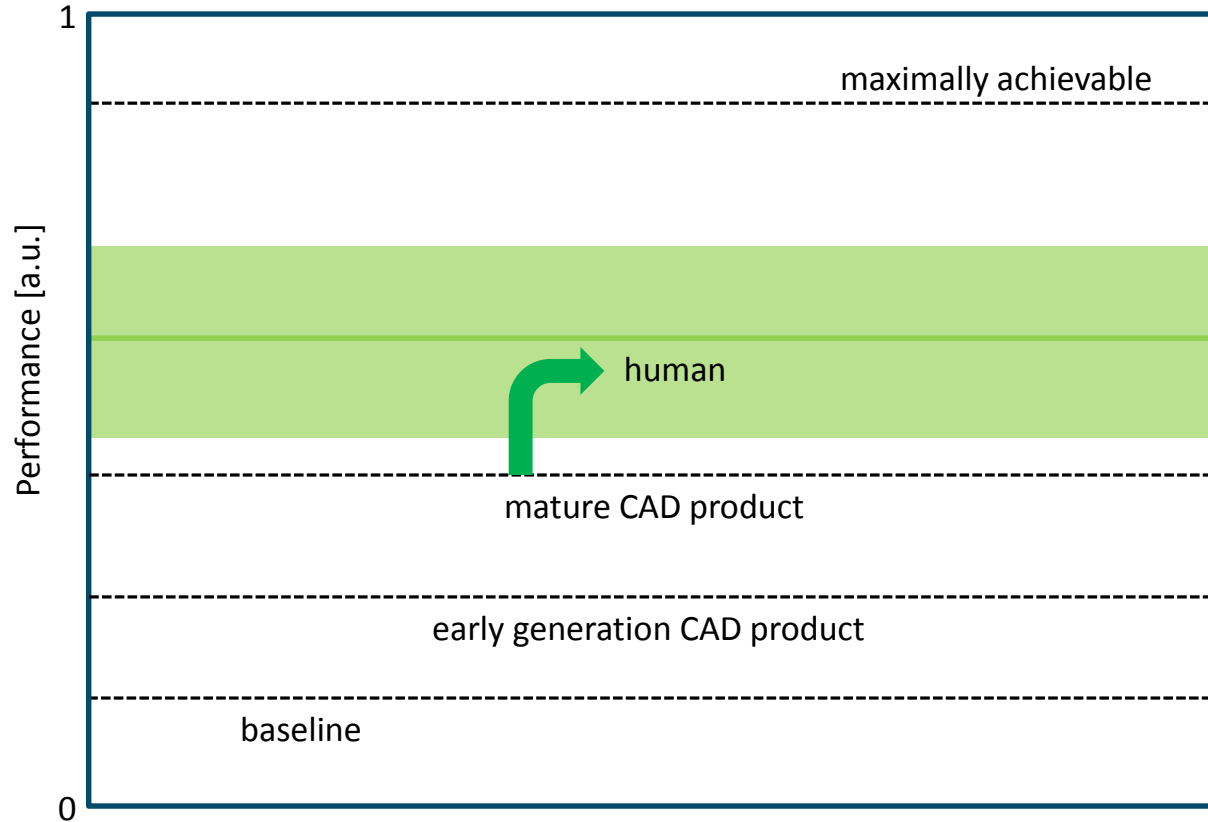 1
maximally achievable
Performance [a.u.]
human
mature CAD product
early generation CAD product
baseline
0